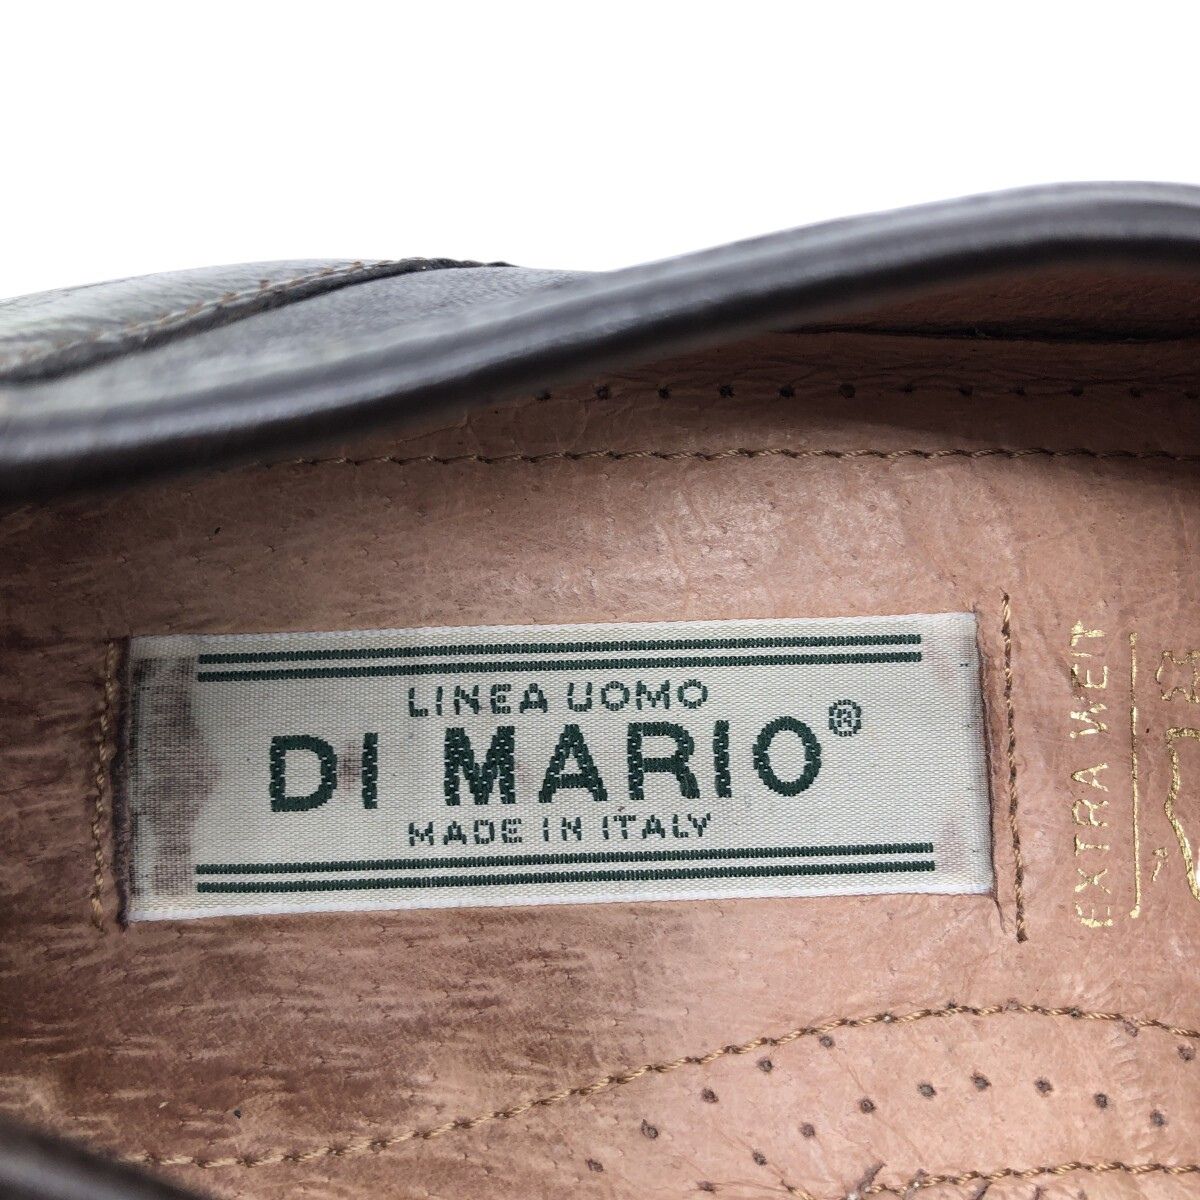 LINEA UOMO
DI MARIO®
MADE IN ITALY
EXTRA WEIT